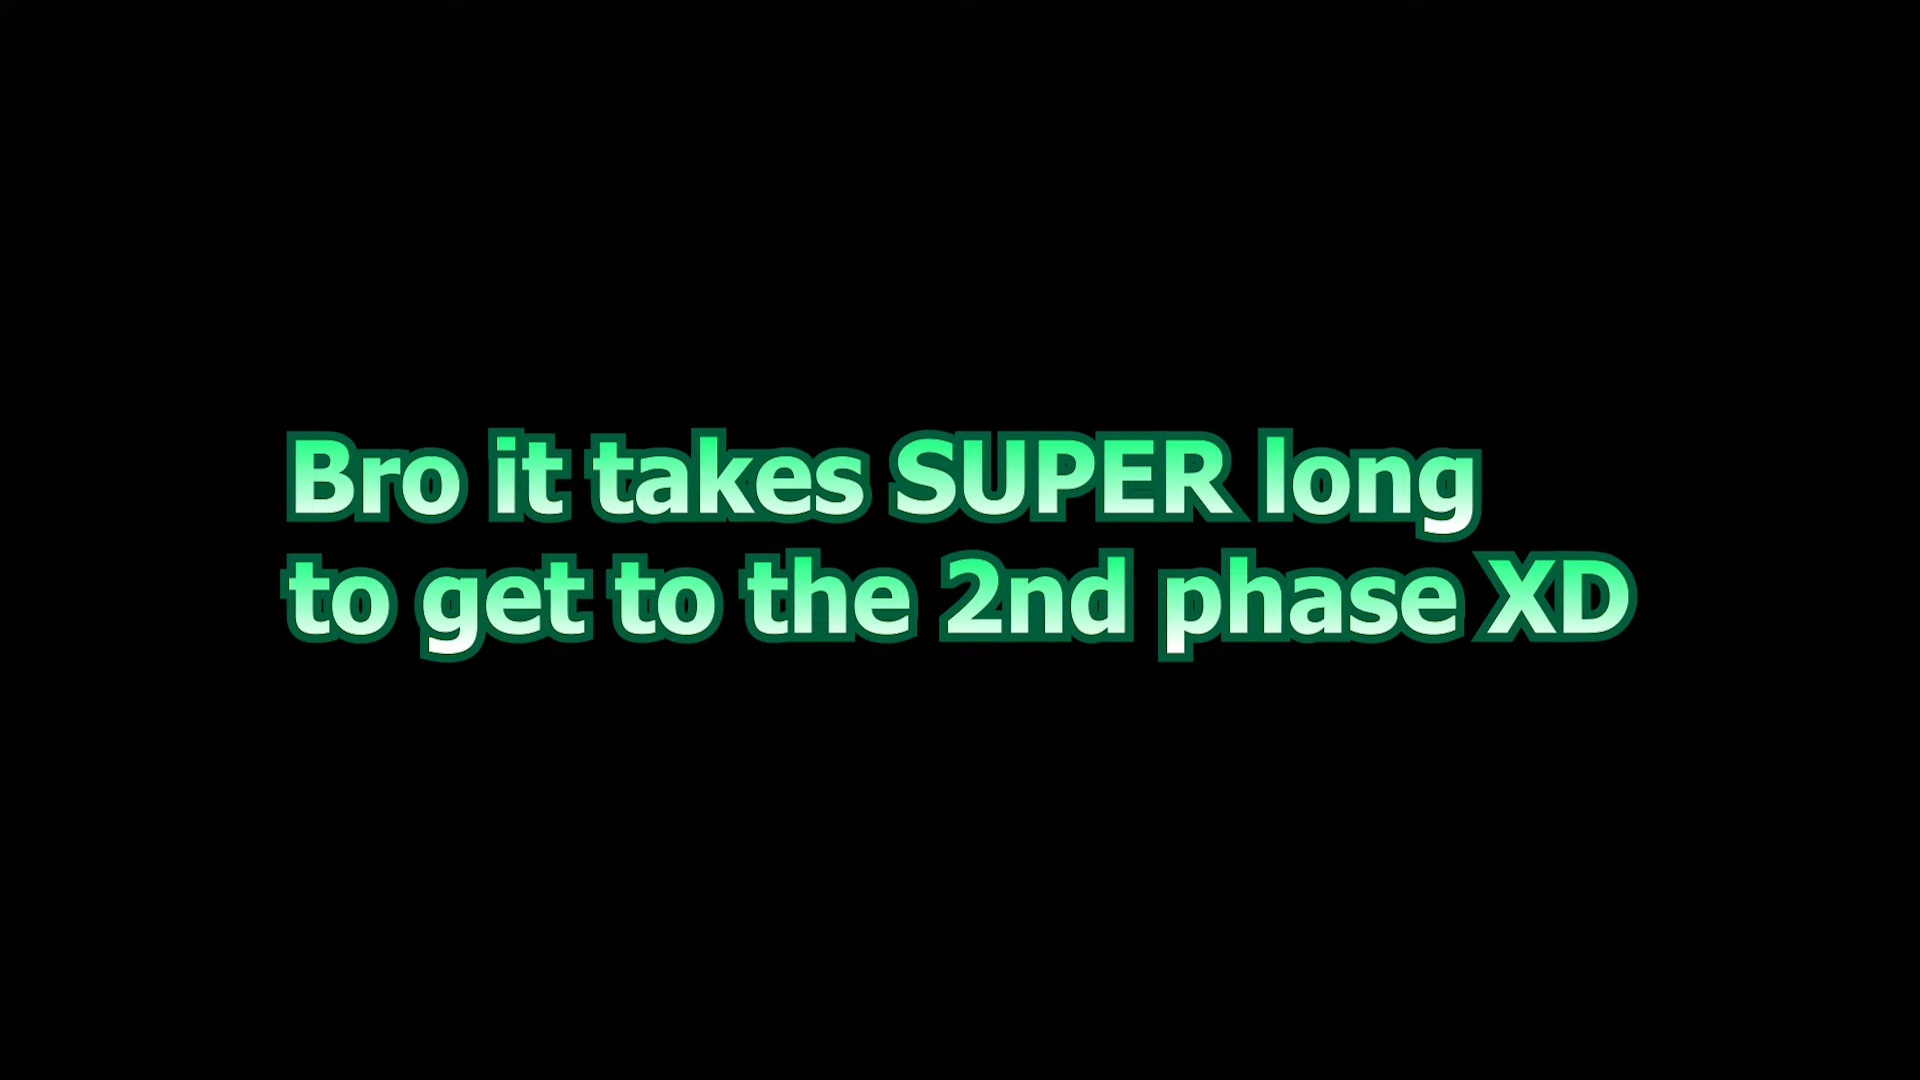 Bro it takes SUPER long
to get to the 2nd phase XD